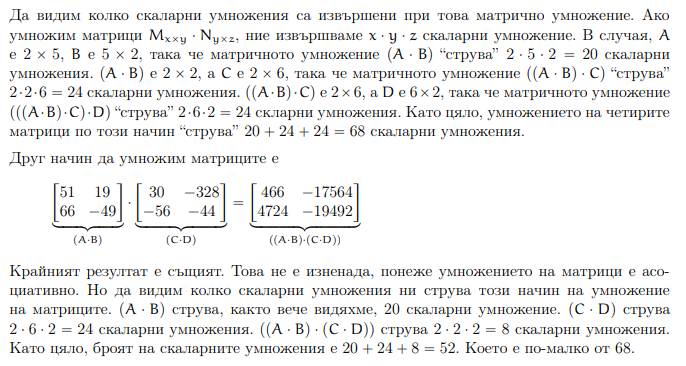 Да видим колко скаларни умножения са извършени при това матрично умножение. Ако
умножим матрици M_{x×y} · N_{y×z}, ние извършваме x · y · z скаларни умножение. В случая, A
е 2 × 5, B е 5 × 2, така че матричното умножение (A · B) “струва” 2 · 5 · 2 = 20 скаларни
умножения. (A · B) е 2 × 2, а C е 2 × 6, така че матричното умножение ((A · B) · C) “струва”
2·2·6 = 24 скаларни умножения. ((A·B)·C) е 2×6, а D е 6×2, така че матричното умножение
(((A·B)·C)·D) “струва” 2·6·2 = 24 скларни умножения. Като цяло, умножението на четирите
матрици по този начин “струва” 20 + 24 + 24 = 68 скаларни умножения.
Друг начин да умножим матриците е
[51 19] · [30 −328] = [466 −17564]
[66 −49] [−56 −44] [4724 −19492]
(A·B) (C·D) ((A·B)·(C·D))
Крайният резултат е същият. Това не е изненада, понеже умножението на матрици е асо-
циативно. Но да видим колко скаларни умножения ни струва този начин на умножение
на матриците. (A · B) струва, както вече видяхме, 20 скаларни умножение. (C · D) струва
2 · 6 · 2 = 24 скаларни умножения. ((A · B) · (C · D)) струва 2 · 2 · 2 = 8 скаларни умножения.
Като цяло, броят на скаларните умножения е 20 + 24 + 8 = 52. Което е по-малко от 68.